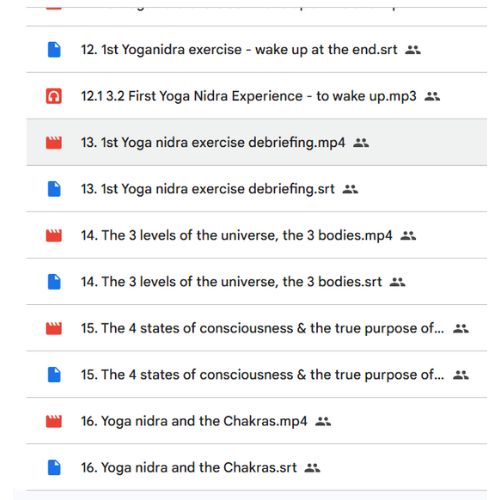 12. 1st Yoganidra exercise - wake up at the end.srt
12.1 3.2 First Yoga Nidra Experience - to wake up.mp3
13. 1st Yoga nidra exercise debriefing.mp4
13. 1st Yoga nidra exercise debriefing.srt
14. The 3 levels of the universe, the 3 bodies.mp4
14. The 3 levels of the universe, the 3 bodies.srt
15. The 4 states of consciousness & the true purpose of...
15. The 4 states of consciousness & the true purpose of...
16. Yoga nidra and the Chakras.mp4
16. Yoga nidra and the Chakras.srt